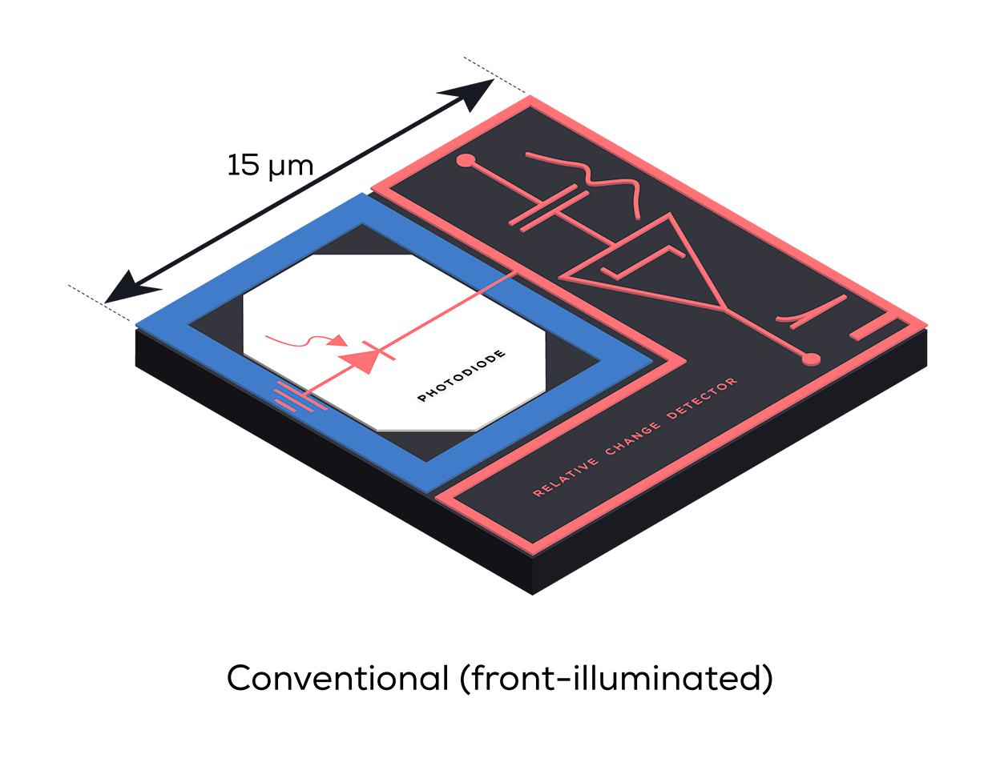 15 µm
PHOTODIODE
RELATIVE CHANGE DETECTOR
Conventional (front-illuminated)